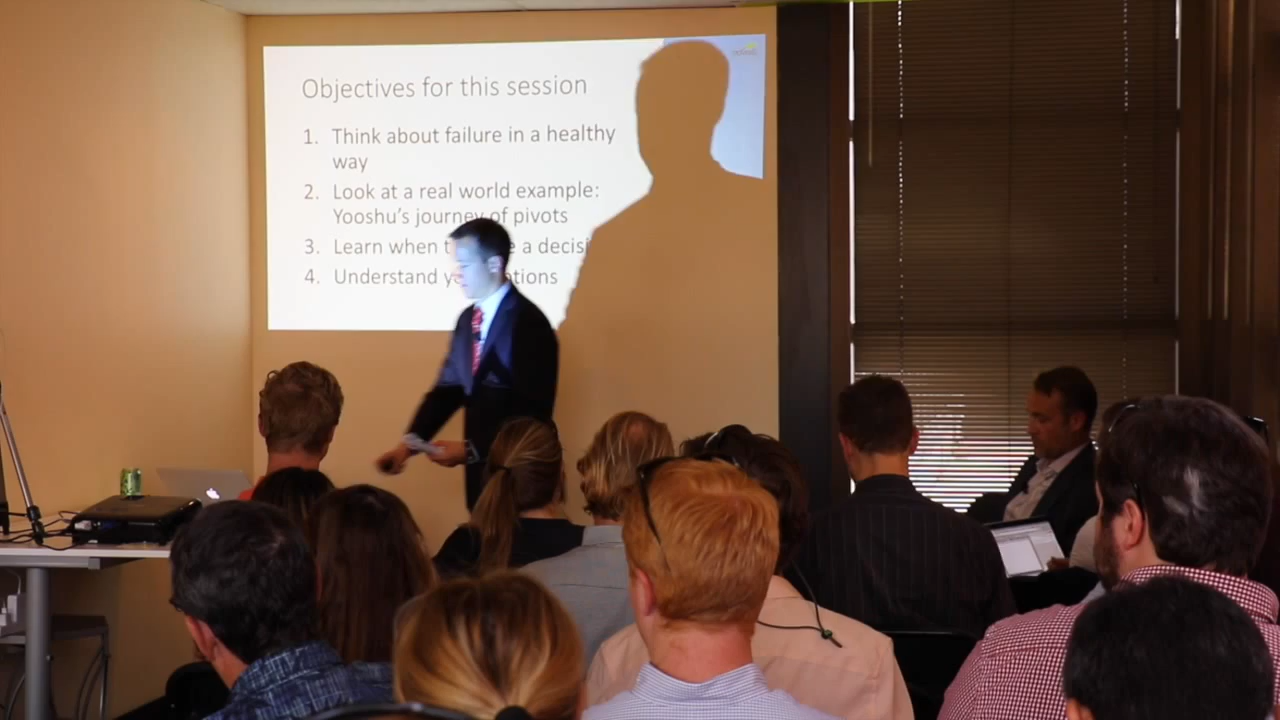 Objectives for this session
1. Think about failure in a healthy
way
2. Look at a real world example:
Yooshu's journey of pivots
3. Learn when a decisi
4. Understand